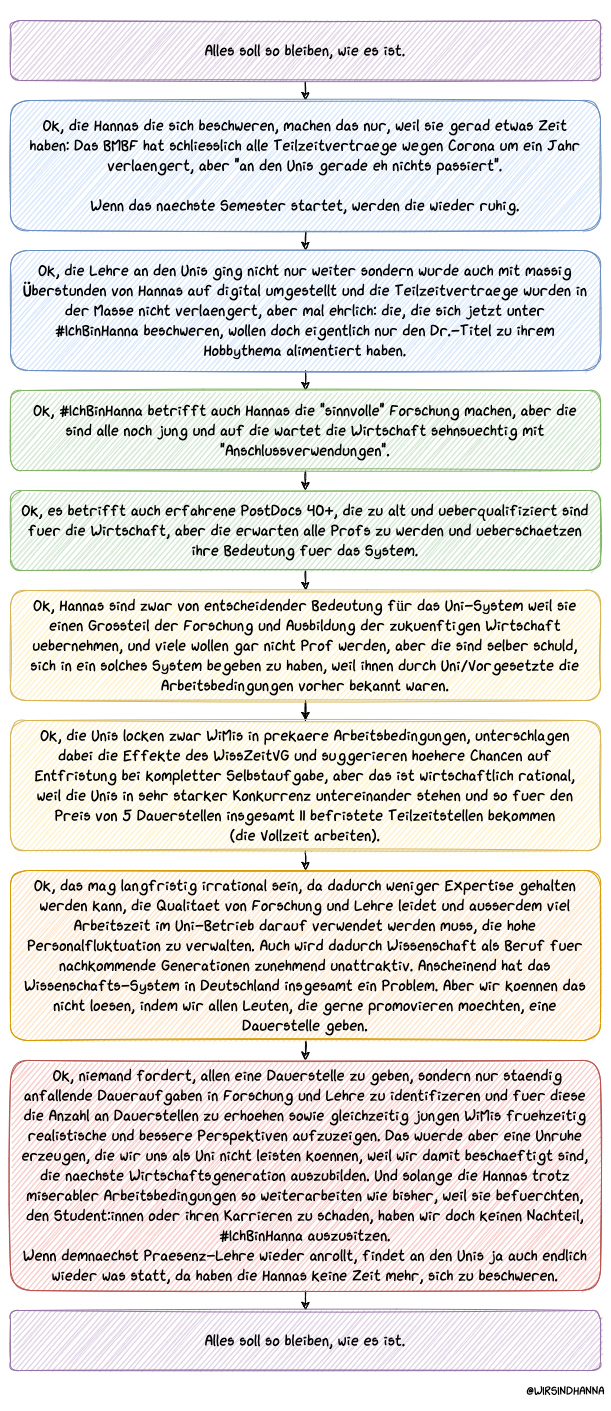 Alles soll so bleiben, wie es ist.
Ok, die Hannas die sich beschweren, machen das nur, weil sie gerad etwas Zeit
haben: Das BMBF hat schliesslich alle Teilzeitvertraege wegen Corona um ein Jahr
verlaengert, aber "an den Unis gerade eh nichts passiert".
Wenn das naechste Semester startet, werden die wieder ruhig.
Ok, die Lehre an den Unis ging nicht nur weiter sondern wurde auch mit massig
Überstunden von Hannas auf digital umgestellt und die Teilzeitvertraege wurden in
der Masse nicht verlaengert, aber mal ehrlich: die, die sich jetzt unter
#IchBinHanna beschweren, wollen doch eigentlich nur den Dr.-Titel zu ihrem
Hobbythema alimentiert haben.
Ok, #IchBinHanna betrifft auch Hannas die "sinnvolle" Forschung machen, aber die
sind alle noch jung und auf die wartet die Wirtschaft sehnsuechtig mit
"Anschlussverwendungen".
Ok, es betrifft auch erfahrene PostDocs 40+, die zu alt und ueberqualifiziert sind
fuer die Wirtschaft, aber die erwarten alle Profs zu werden und ueberschaetzen
ihre Bedeutung fuer das System.
Ok, Hannas sind zwar von entscheidender Bedeutung für das Uni-System weil sie
einen Grossteil der Forschung und Ausbildung der zukuenftigen Wirtschaft
uebernehmen, und viele wollen gar nicht Prof werden, aber die sind selber schuld,
sich in ein solches System begeben zu haben, weil ihnen durch Uni/Vorgesetzte die
Arbeitsbedingungen vorher bekannt waren.
Ok, die Unis locken zwar WiMis in prekaere Arbeitsbedingungen, unterschlagen
dabei die Effekte des WissZeitVG und suggerieren hoehere Chancen auf
Entfristung bei kompletter Selbstaufgabe, aber das ist wirtschaftlich rational,
weil die Unis in sehr starker Konkurrenz untereinander stehen und so fuer den
Preis von 5 Dauerstellen insgesamt 11 befristete Teilzeitstellen bekommen
(die Vollzeit arbeiten).
Ok, das mag langfristig irrational sein, da dadurch weniger Expertise gehalten
werden kann, die Qualitaet von Forschung und Lehre leidet und ausserdem viel
Arbeitszeit im Uni-Betrieb darauf verwendet werden muss, die hohe
Personalfluktuation zu verwalten. Auch wird dadurch Wissenschaft als Beruf fuer
nachkommende Generationen zunehmend unattraktiv. Anscheinend hat das
Wissenschafts-System in Deutschland insgesamt ein Problem. Aber wir koennen das
nicht loesen, indem wir allen Leuten, die gerne promovieren moechten, eine
Dauerstelle geben.
Ok, niemand fordert, allen eine Dauerstelle zu geben, sondern nur staendig
anfallende Daueraufgaben in Forschung und Lehre zu identifizeren und fuer diese
die Anzahl an Dauerstellen zu erhoehen sowie gleichzeitig jungen WiMis fruehzeitig
realistische und bessere Perspektiven aufzuzeigen. Das wuerde aber eine Unruhe
erzeugen, die wir uns als Uni nicht leisten koennen, weil wir damit beschaeftigt sind,
die naechste Wirtschaftsgeneration auszubilden. Und solange die Hannas trotz
miserabler Arbeitsbedingungen so weiterarbeiten wie bisher, weil sie befuerchten,
den Student:innen oder ihren Karrieren zu schaden, haben wir doch keinen Nachteil,
#IchBinHanna auszusitzen.
Wenn demnaechst Praesenz-Lehre wieder anrollt, findet an den Unis ja auch endlich
wieder was statt, da haben die Hannas keine Zeit mehr, sich zu beschweren.
Alles soll so bleiben, wie es ist.
@WIRSINDHANNA